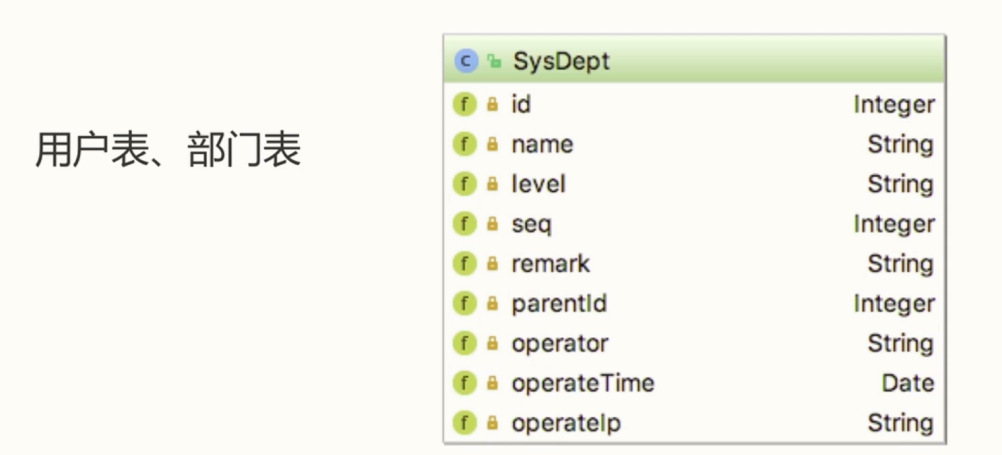 用户表、部门表
C SysDept
f id Integer
f name String
f level String
f seq Integer
f remark String
f parentId Integer
f operator String
f operateTime Date
f operateIp String